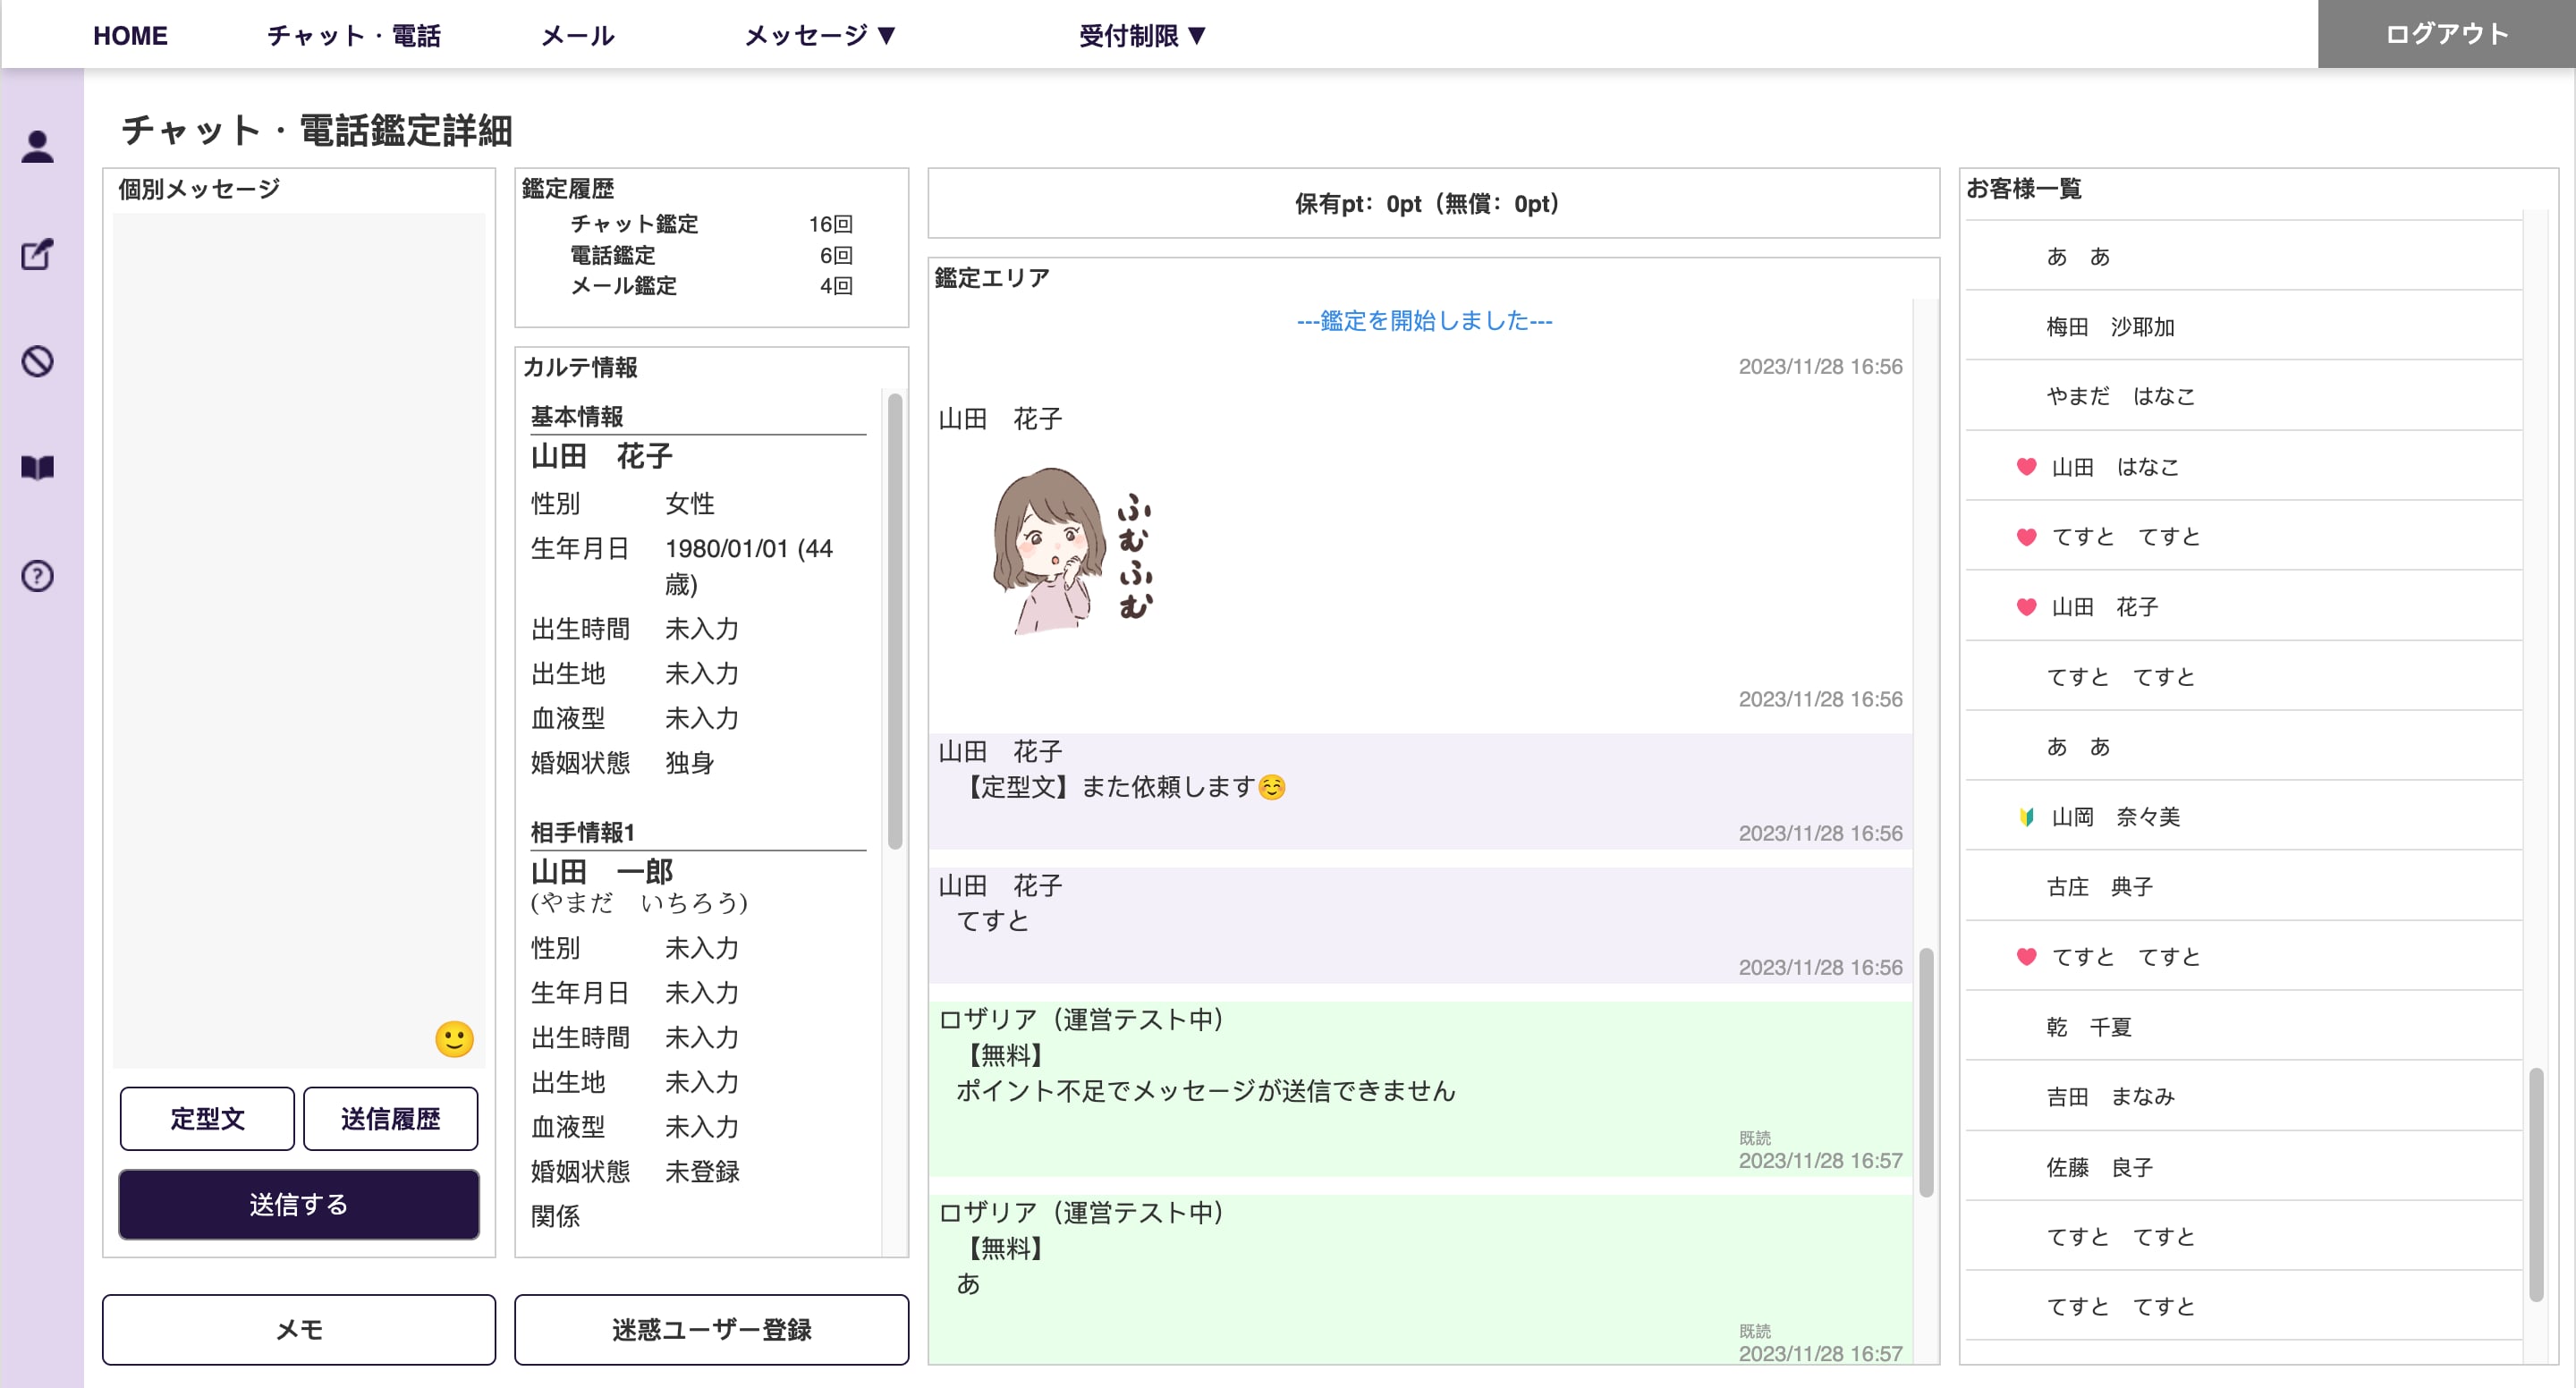 HOME
チャット・電話
メール
メッセージ ▼
受付制限 ▼
ログアウト
チャット・電話鑑定詳細
個別メッセージ
定型文
送信履歴
送信する
メモ
鑑定履歴
チャット鑑定 16回
電話鑑定 6回
メール鑑定 4回
カルテ情報
基本情報
山田　花子
性別 女性
生年月日 1980/01/01 (44
歳)
出生時間 未入力
出生地 未入力
血液型 未入力
婚姻状態 独身
相手情報1
山田　一郎
(やまだ　いちろう)
性別 未入力
生年月日 未入力
出生時間 未入力
出生地 未入力
血液型 未入力
婚姻状態 未登録
関係
迷惑ユーザー登録
保有pt：0pt（無償：0pt）
鑑定エリア
---鑑定を開始しました---
2023/11/28 16:56
山田　花子
ふむふむ
2023/11/28 16:56
山田　花子
【定型文】また依頼します☺️
2023/11/28 16:56
山田　花子
てすと
2023/11/28 16:56
ロザリア（運営テスト中）
【無料】
ポイント不足でメッセージが送信できません
既読
2023/11/28 16:57
ロザリア（運営テスト中）
【無料】
あ
既読
2023/11/28 16:57
お客様一覧
あ　あ
梅田　沙耶加
やまだ　はなこ
山田　はなこ
てすと　てすと
山田　花子
てすと　てすと
あ　あ
山岡　奈々美
古庄　典子
てすと　てすと
乾　千夏
吉田　まなみ
佐藤　良子
てすと　てすと
てすと　てすと